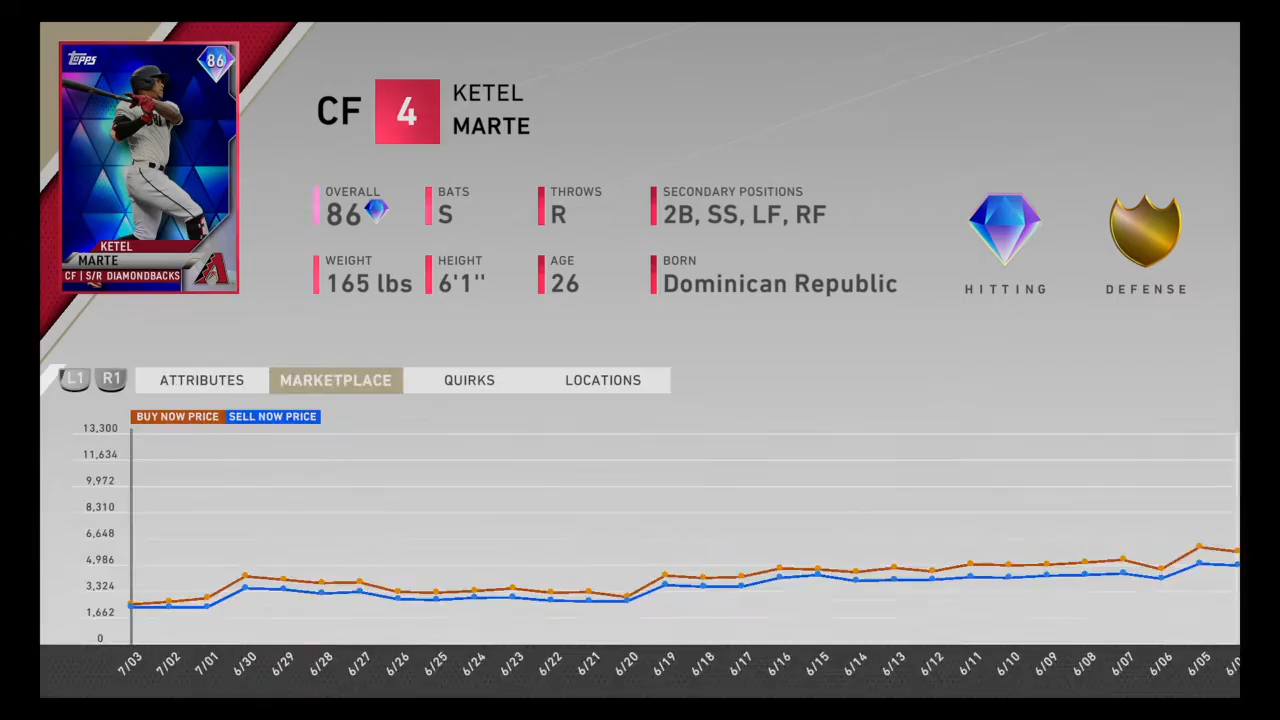 Topps
86
KETEL
MARTE
CF | S/R DIAMONDBACKS
CF 4 KETEL
MARTE
OVERALL BATS THROWS SECONDARY POSITIONS
86 S R 2B, SS, LF, RF
WEIGHT HEIGHT AGE BORN
165 lbs 6'1'' 26 Dominican Republic
HITTING DEFENSE
L1 R1 ATTRIBUTES MARKETPLACE QUIRKS LOCATIONS
BUY NOW PRICE SELL NOW PRICE
13,300
11,634
9,972
8,310
6,648
4,986
3,324
1,662
0
7/03 7/02 7/01 6/30 6/29 6/28 6/27 6/26 6/25 6/24 6/23 6/22 6/21 6/20 6/19 6/18 6/17 6/16 6/15 6/14 6/13 6/12 6/11 6/10 6/09 6/08 6/07 6/06 6/05